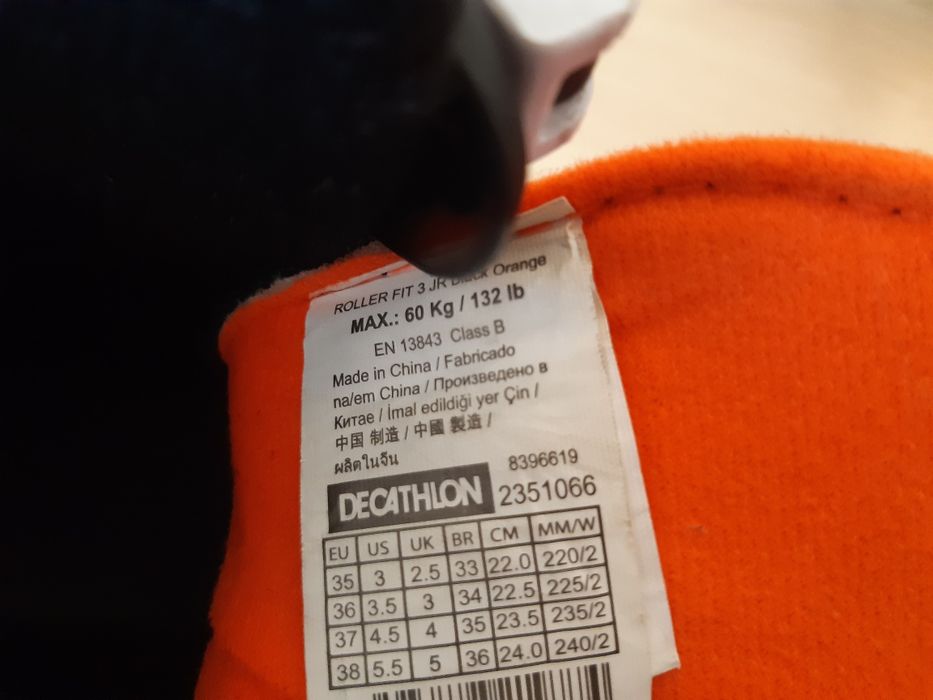 ROLLER FIT 3 JR Black Orange
MAX.: 60 Kg / 132 lb
EN 13843 Class B
Made in China / Fabricado
na/em China / Произведено в
Китае / İmal edildiği yer Çin /
中国 制造 / 中國 製造 /
ผลิตในจีน
8396619
DECATHLON 2351066
EU US UK BR CM MM/W
35 3 2.5 33 22.0 220/2
36 3.5 3 34 22.5 225/2
37 4.5 4 35 23.5 235/2
38 5.5 5 36 24.0 240/2